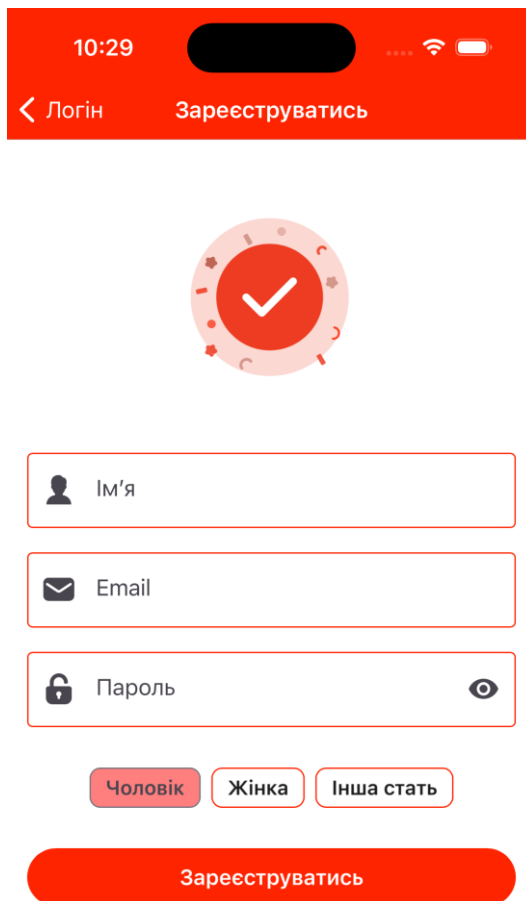 10:29
Логін Зареєструватись
Ім'я
Email
Пароль
Чоловік Жінка Інша стать
Зареєструватись